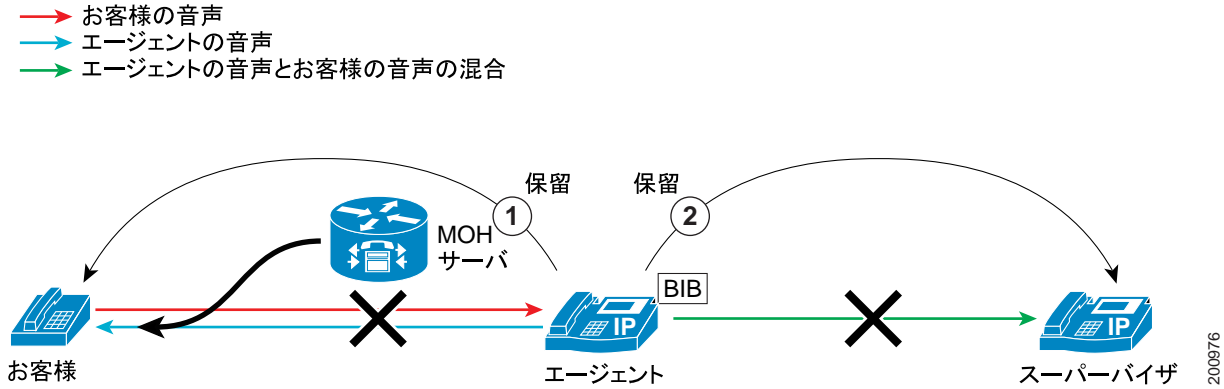 お客様の音声
エージェントの音声
エージェントの音声とお客様の音声の混合
保留
1
保留
2
MOH
サーバ
BIB
IP
IP
お客様
エージェント
スーパーバイザ
200976